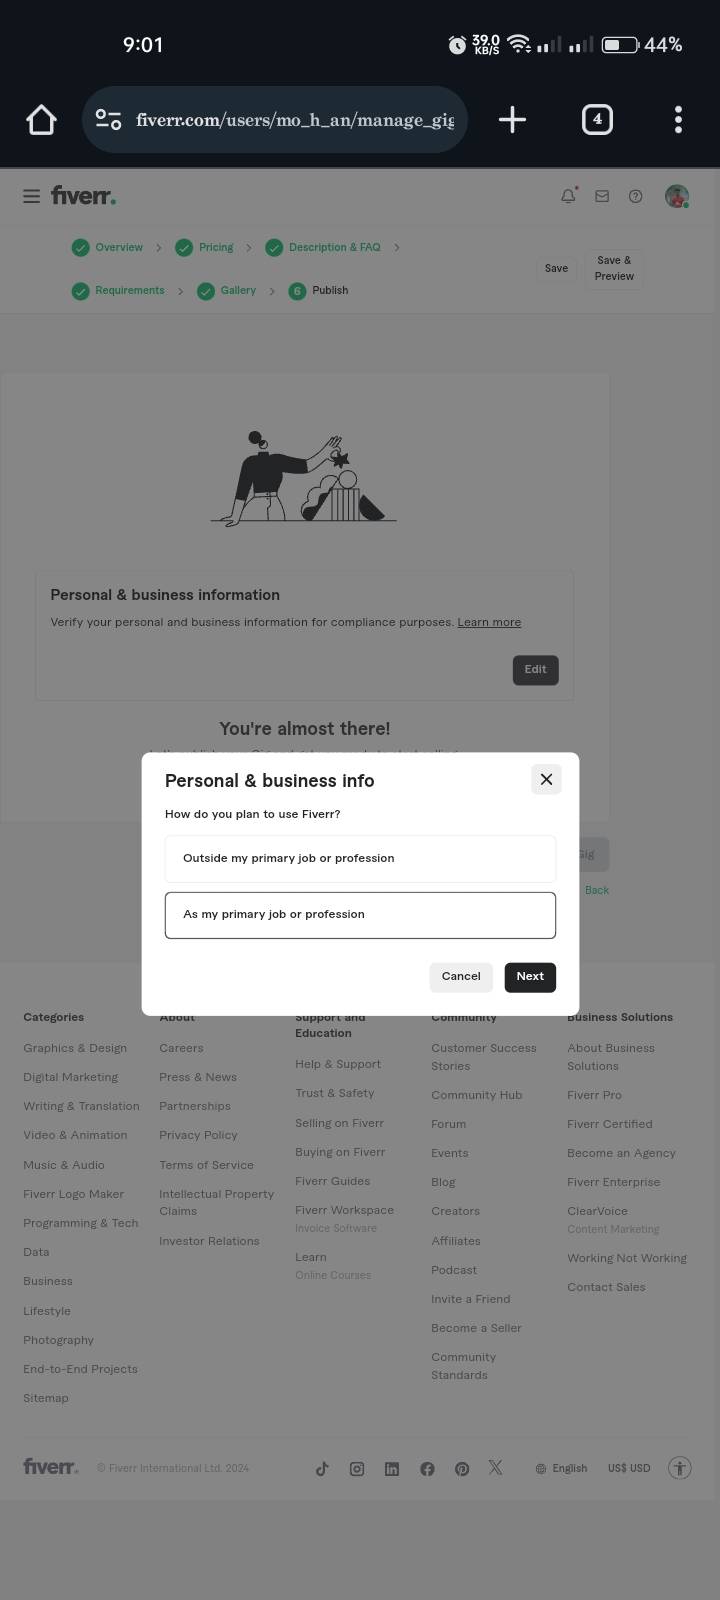 9:01
39.0
KB/S
44%
fiverr.com/users/mo_h_an/manage_gig
4
fiverr.
Overview
Pricing
Description & FAQ
Save
Save &
Preview
Requirements
Gallery
6 Publish
Personal & business information
Verify your personal and business information for compliance purposes. Learn more
Edit
You're almost there!
Personal & business info
How do you plan to use Fiverr?
Outside my primary job or profession
Gig
As my primary job or profession
Back
Cancel
Next
Categories
Graphics & Design
Digital Marketing
Writing & Translation
Video & Animation
Music & Audio
Fiverr Logo Maker
Programming & Tech
Data
Business
Lifestyle
Photography
End-to-End Projects
Sitemap
About
Careers
Press & News
Partnerships
Privacy Policy
Terms of Service
Intellectual Property
Claims
Investor Relations
Support and
Education
Help & Support
Trust & Safety
Selling on Fiverr
Buying on Fiverr
Fiverr Guides
Fiverr Workspace
Invoice Software
Learn
Online Courses
Community
Customer Success
Stories
Community Hub
Forum
Events
Blog
Creators
Affiliates
Podcast
Invite a Friend
Become a Seller
Community
Standards
Business Solutions
About Business
Solutions
Fiverr Pro
Fiverr Certified
Become an Agency
Fiverr Enterprise
ClearVoice
Content Marketing
Working Not Working
Contact Sales
fiverr.
© Fiverr International Ltd. 2024
English
US$ USD